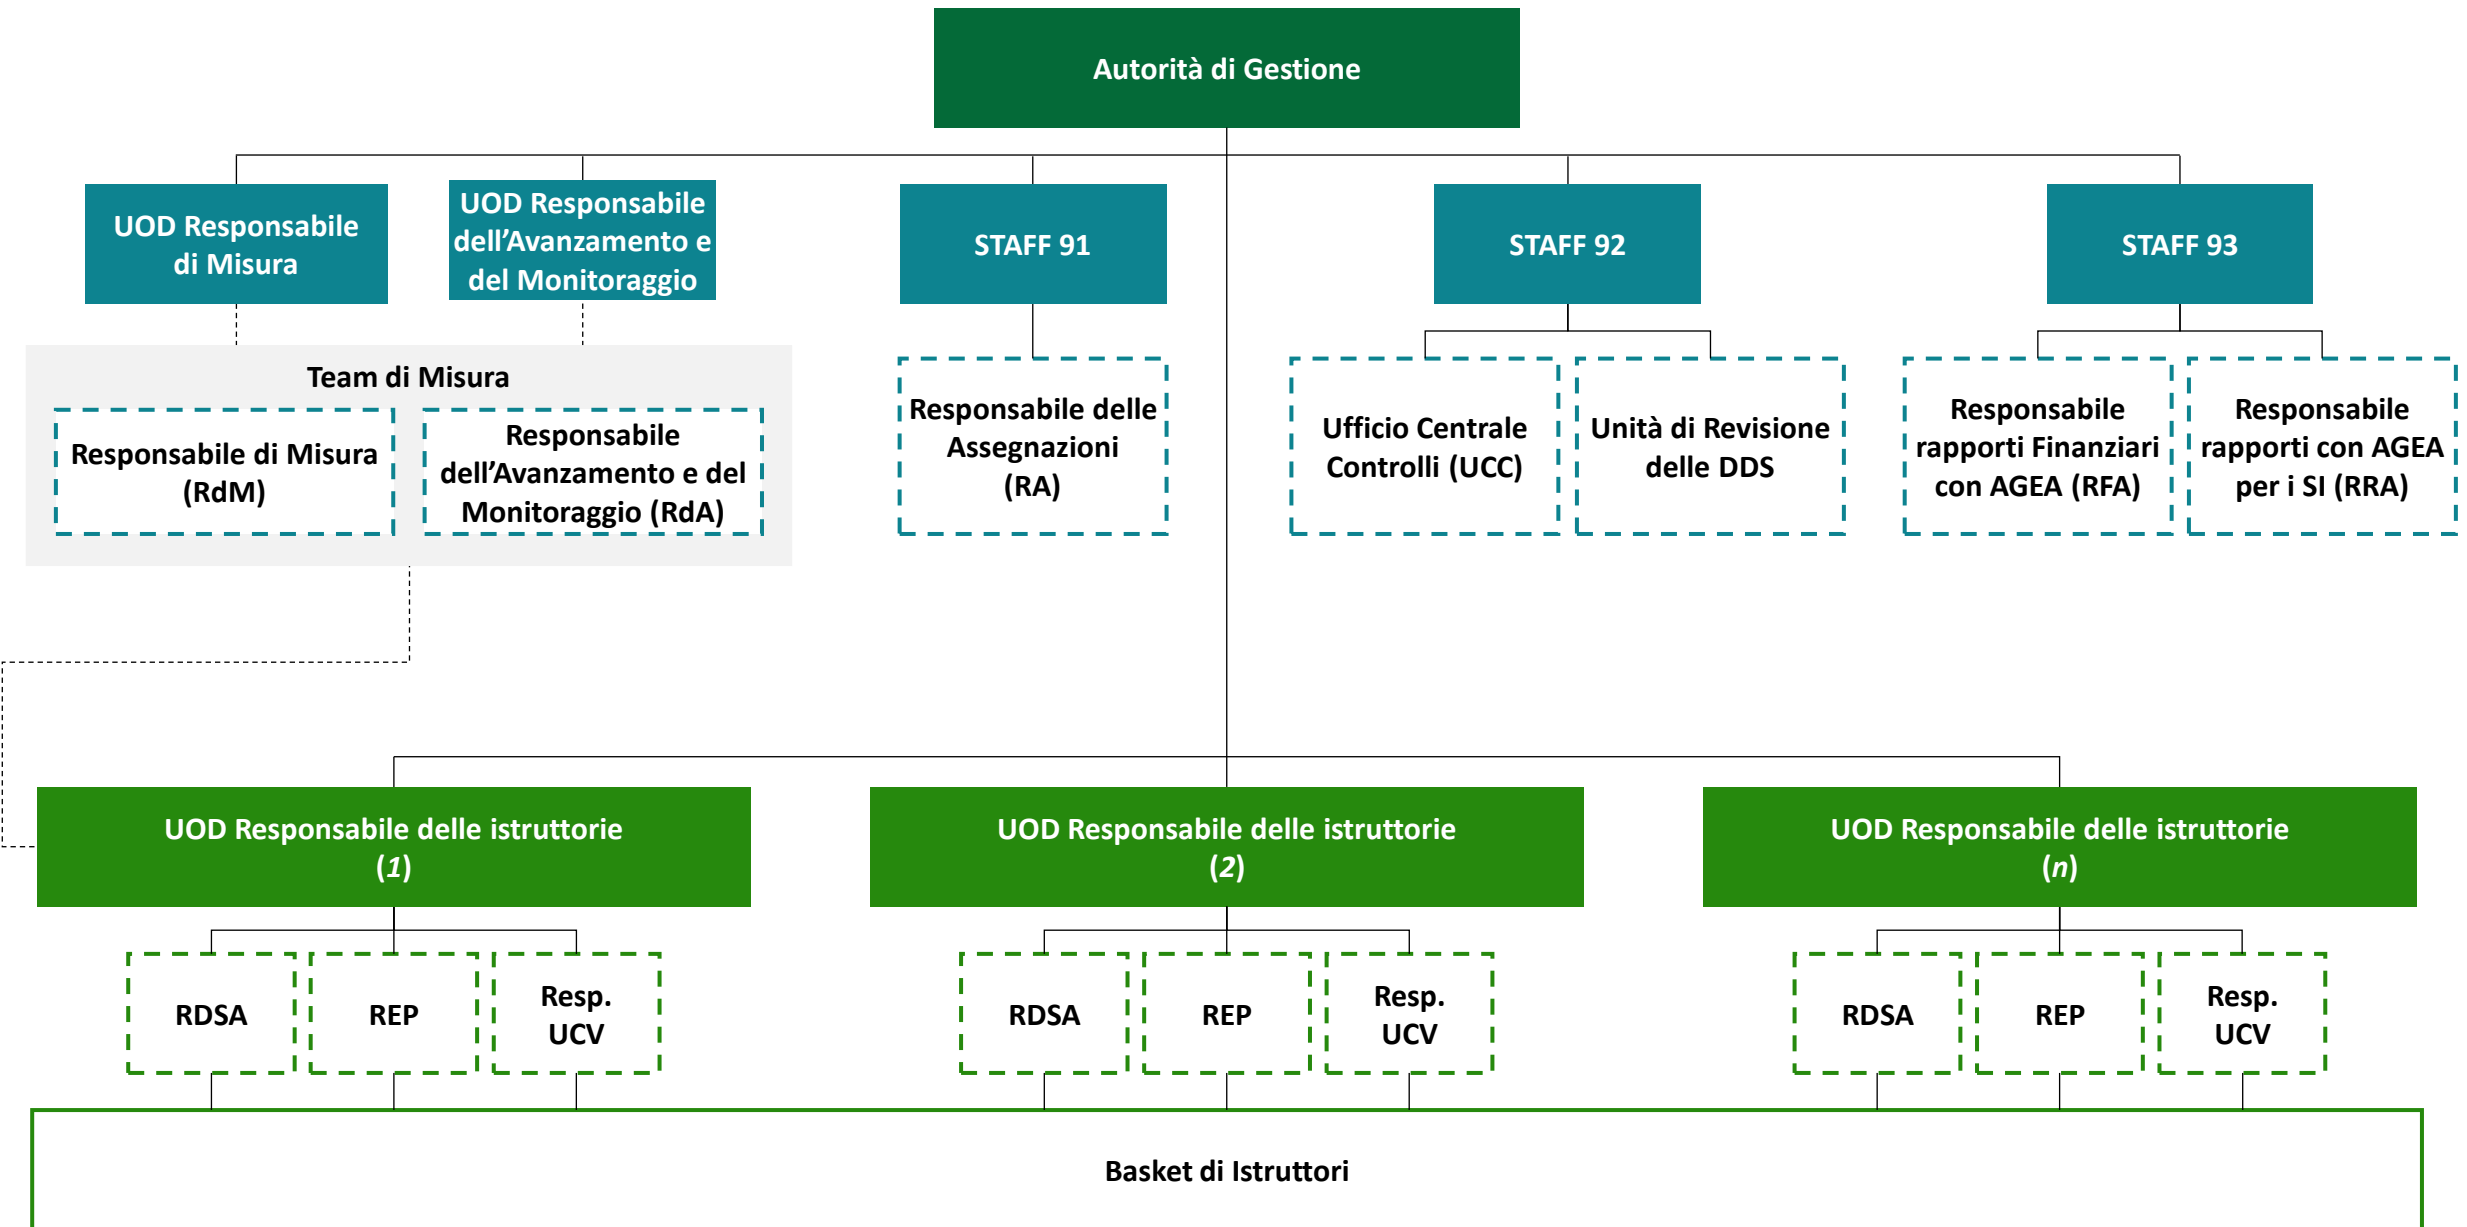 Autorità di Gestione
UOD Responsabile
di Misura
UOD Responsabile
dell'Avanzamento e
del Monitoraggio
STAFF 91
STAFF 92
STAFF 93
Team di Misura
Responsabile di Misura
(RdM)
Responsabile
dell'Avanzamento e del
Monitoraggio (RdA)
Responsabile delle
Assegnazioni
(RA)
Ufficio Centrale
Controlli (UCC)
Unità di Revisione
delle DDS
Responsabile
rapporti Finanziari
con AGEA (RFA)
Responsabile
rapporti con AGEA
per i SI (RRA)
UOD Responsabile delle istruttorie
(1)
UOD Responsabile delle istruttorie
(2)
UOD Responsabile delle istruttorie
(n)
RDSA
REP
Resp.
UCV
RDSA
REP
Resp.
UCV
RDSA
REP
Resp.
UCV
Basket di Istruttori